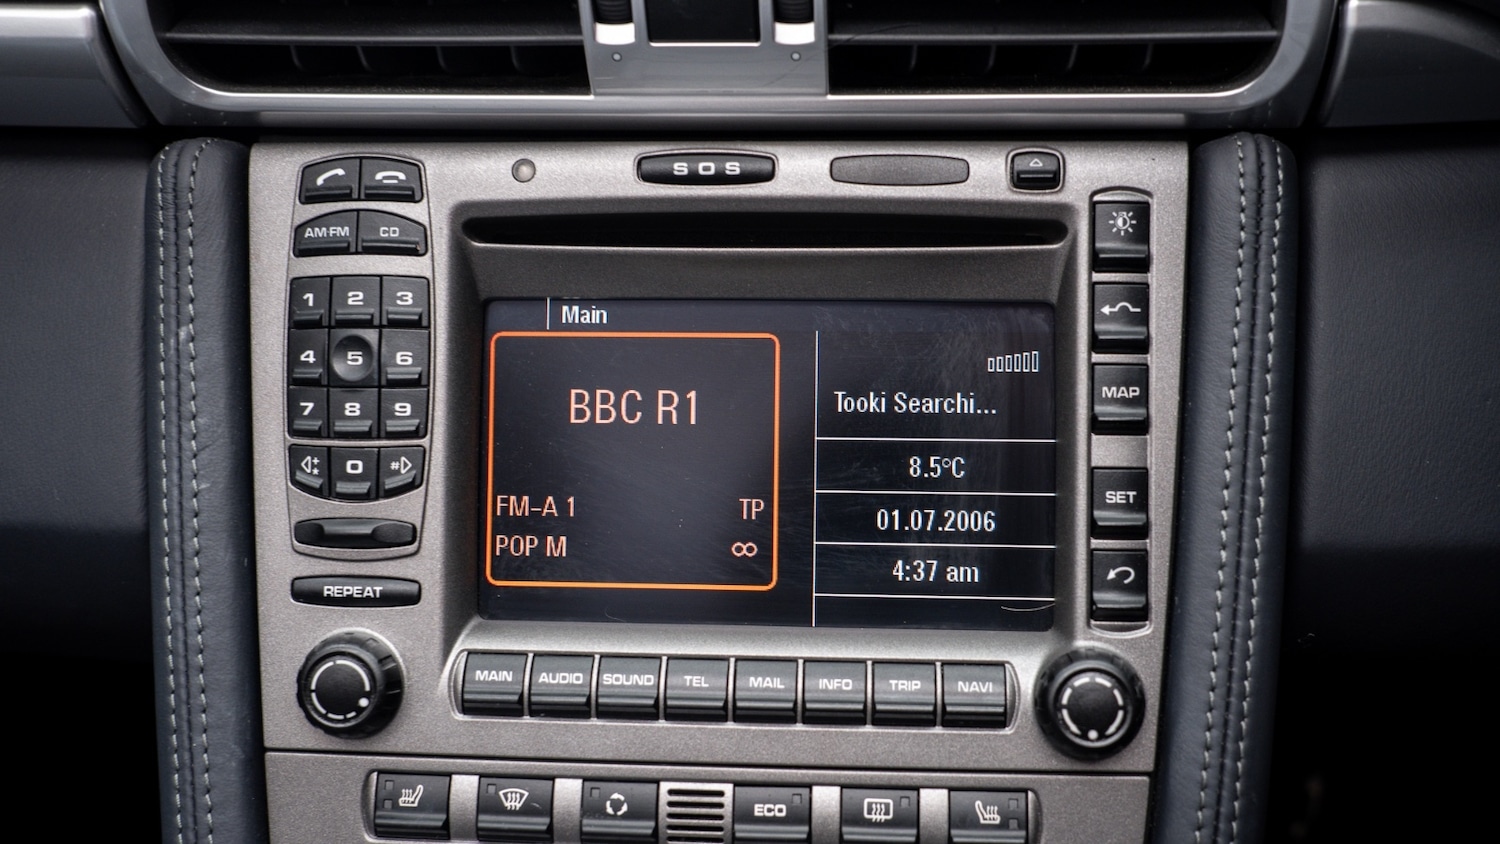 SOS
AM·FM CD
1 2 3
4 5 6
7 8 9
* 0 #
REPEAT
Main
BBC R1
FM-A 1 TP
POP M ∞
Tooki Searchi...
8.5°C
01.07.2006
4:37 am
MAP
SET
MAIN AUDIO SOUND TEL MAIL INFO TRIP NAVI
ECO